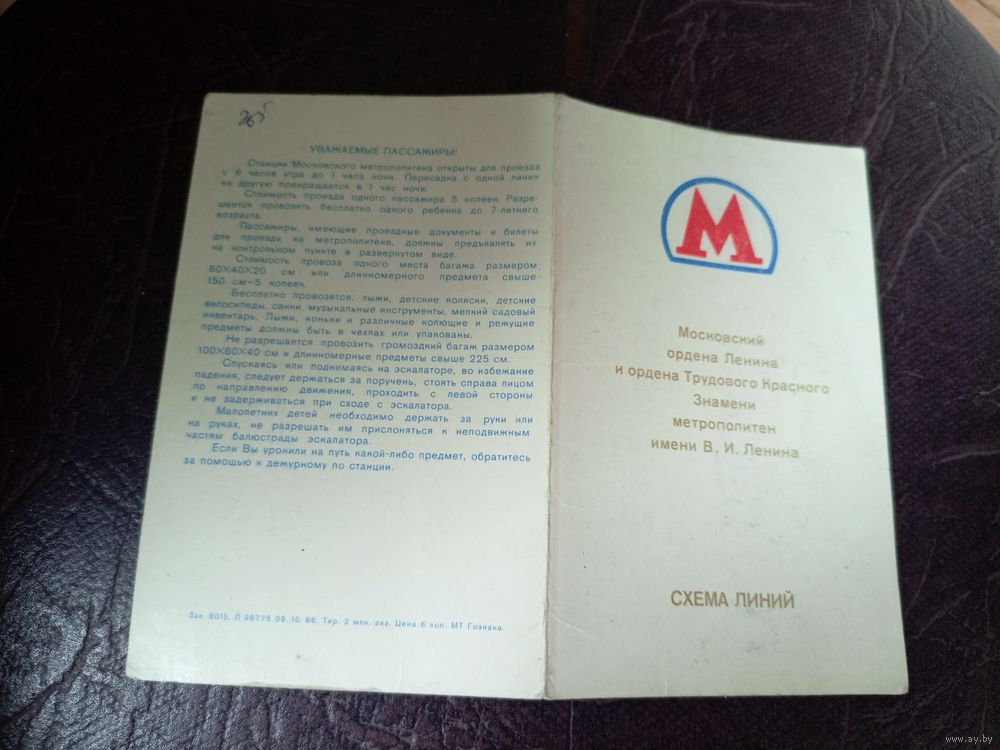 265
УВАЖАЕМЫЕ ПАССАЖИРЫ!
Станции Московского метрополитена открыты для проезда
с 6 часов утра до 1 часа ночи. Пересадка с одной линии
на другую прекращается в 1 час ночи.
Стоимость проезда одного пассажира 5 копеек. Разре-
шается провозить бесплатно одного ребенка до 7-летнего
возраста.
Пассажиры, имеющие проездные документы и билеты
для проезда на метрополитене, должны предъявлять их
на контрольном пункте в развернутом виде.
Стоимость провоза одного места багажа размером
60×40×20 см или длинномерного предмета свыше
150 см–5 копеек.
Бесплатно провозятся: лыжи, детские коляски, детские
велосипеды, санки, музыкальные инструменты, мелкий садовый
инвентарь. Лыжи, коньки и различные колющие и режущие
предметы должны быть в чехлах или упакованы.
Не разрешается провозить громоздкий багаж размером
100×60×40 см и длинномерные предметы свыше 225 см.
Спускаясь или поднимаясь на эскалаторе, во избежание
падения, следует держаться за поручень, стоять справа лицом
по направлению движения, проходить с левой стороны
и не задерживаться при сходе с эскалатора.
Малолетних детей необходимо держать за руки или
на руках, не разрешать им прислоняться к неподвижным
частям балюстрады эскалатора.
Если Вы уронили на путь какой-либо предмет, обратитесь
за помощью к дежурному по станции.
Зак. 8015. Л 98775 09. 10. 86. Тир. 2 млн. экз. Цена 6 коп. МТ Гознака.
М
Московский
ордена Ленина
и ордена Трудового Красного
Знамени
метрополитен
имени В. И. Ленина
СХЕМА ЛИНИЙ
www.ay.by